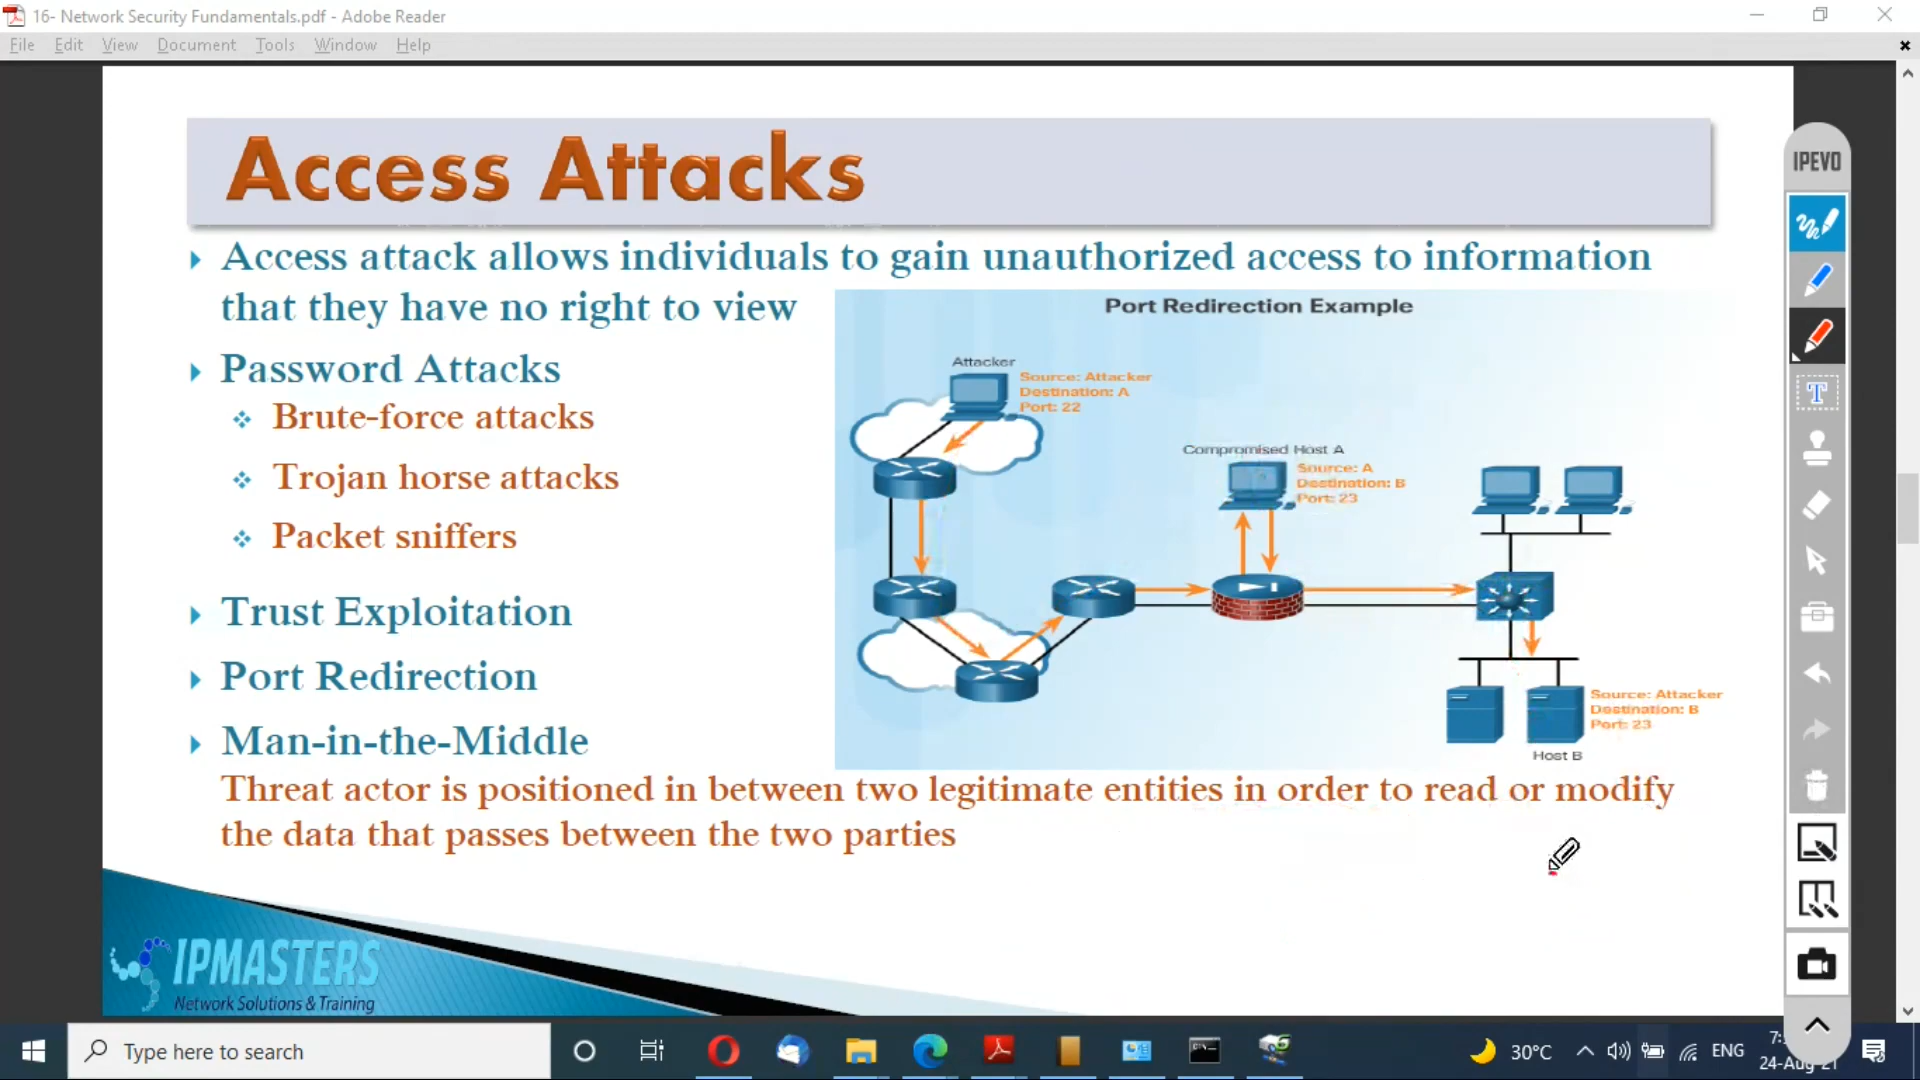 16- Network Security Fundamentals.pdf - Adobe Reader
File Edit View Document Tools Window Help
Access Attacks
Access attack allows individuals to gain unauthorized access to information
that they have no right to view
Password Attacks
Brute-force attacks
Trojan horse attacks
Packet sniffers
Trust Exploitation
Port Redirection
Man-in-the-Middle
Threat actor is positioned in between two legitimate entities in order to read or modify
the data that passes between the two parties
Port Redirection Example
Attacker
Source: Attacker
Destination: A
Port: 22
Compromised Host A
Source: A
Destination: B
Port: 23
Source: Attacker
Destination: B
Port: 23
Host B
IPMASTERS
Network Solutions & Training
IPEVO
T
Type here to search
30°C
ENG
24-Aug-21